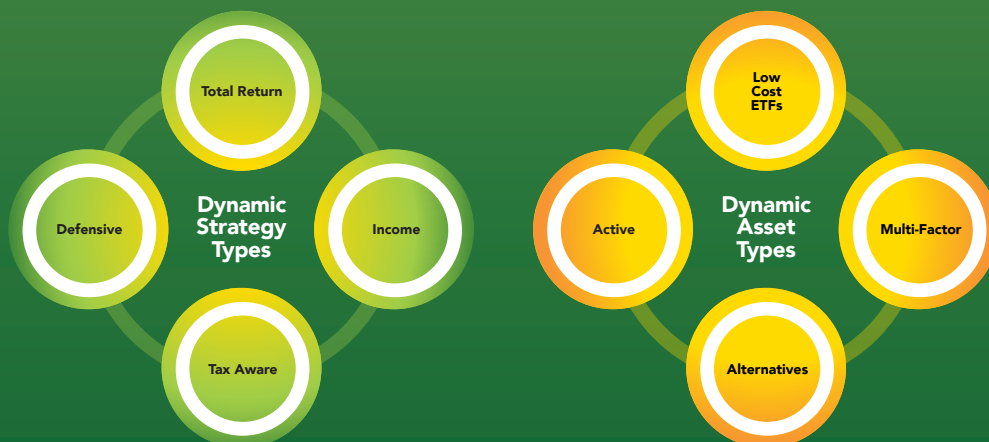 Total Return
Defensive
Dynamic
Strategy
Types
Income
Tax Aware
Low
Cost
ETFs
Active
Dynamic
Asset
Types
Multi-Factor
Alternatives